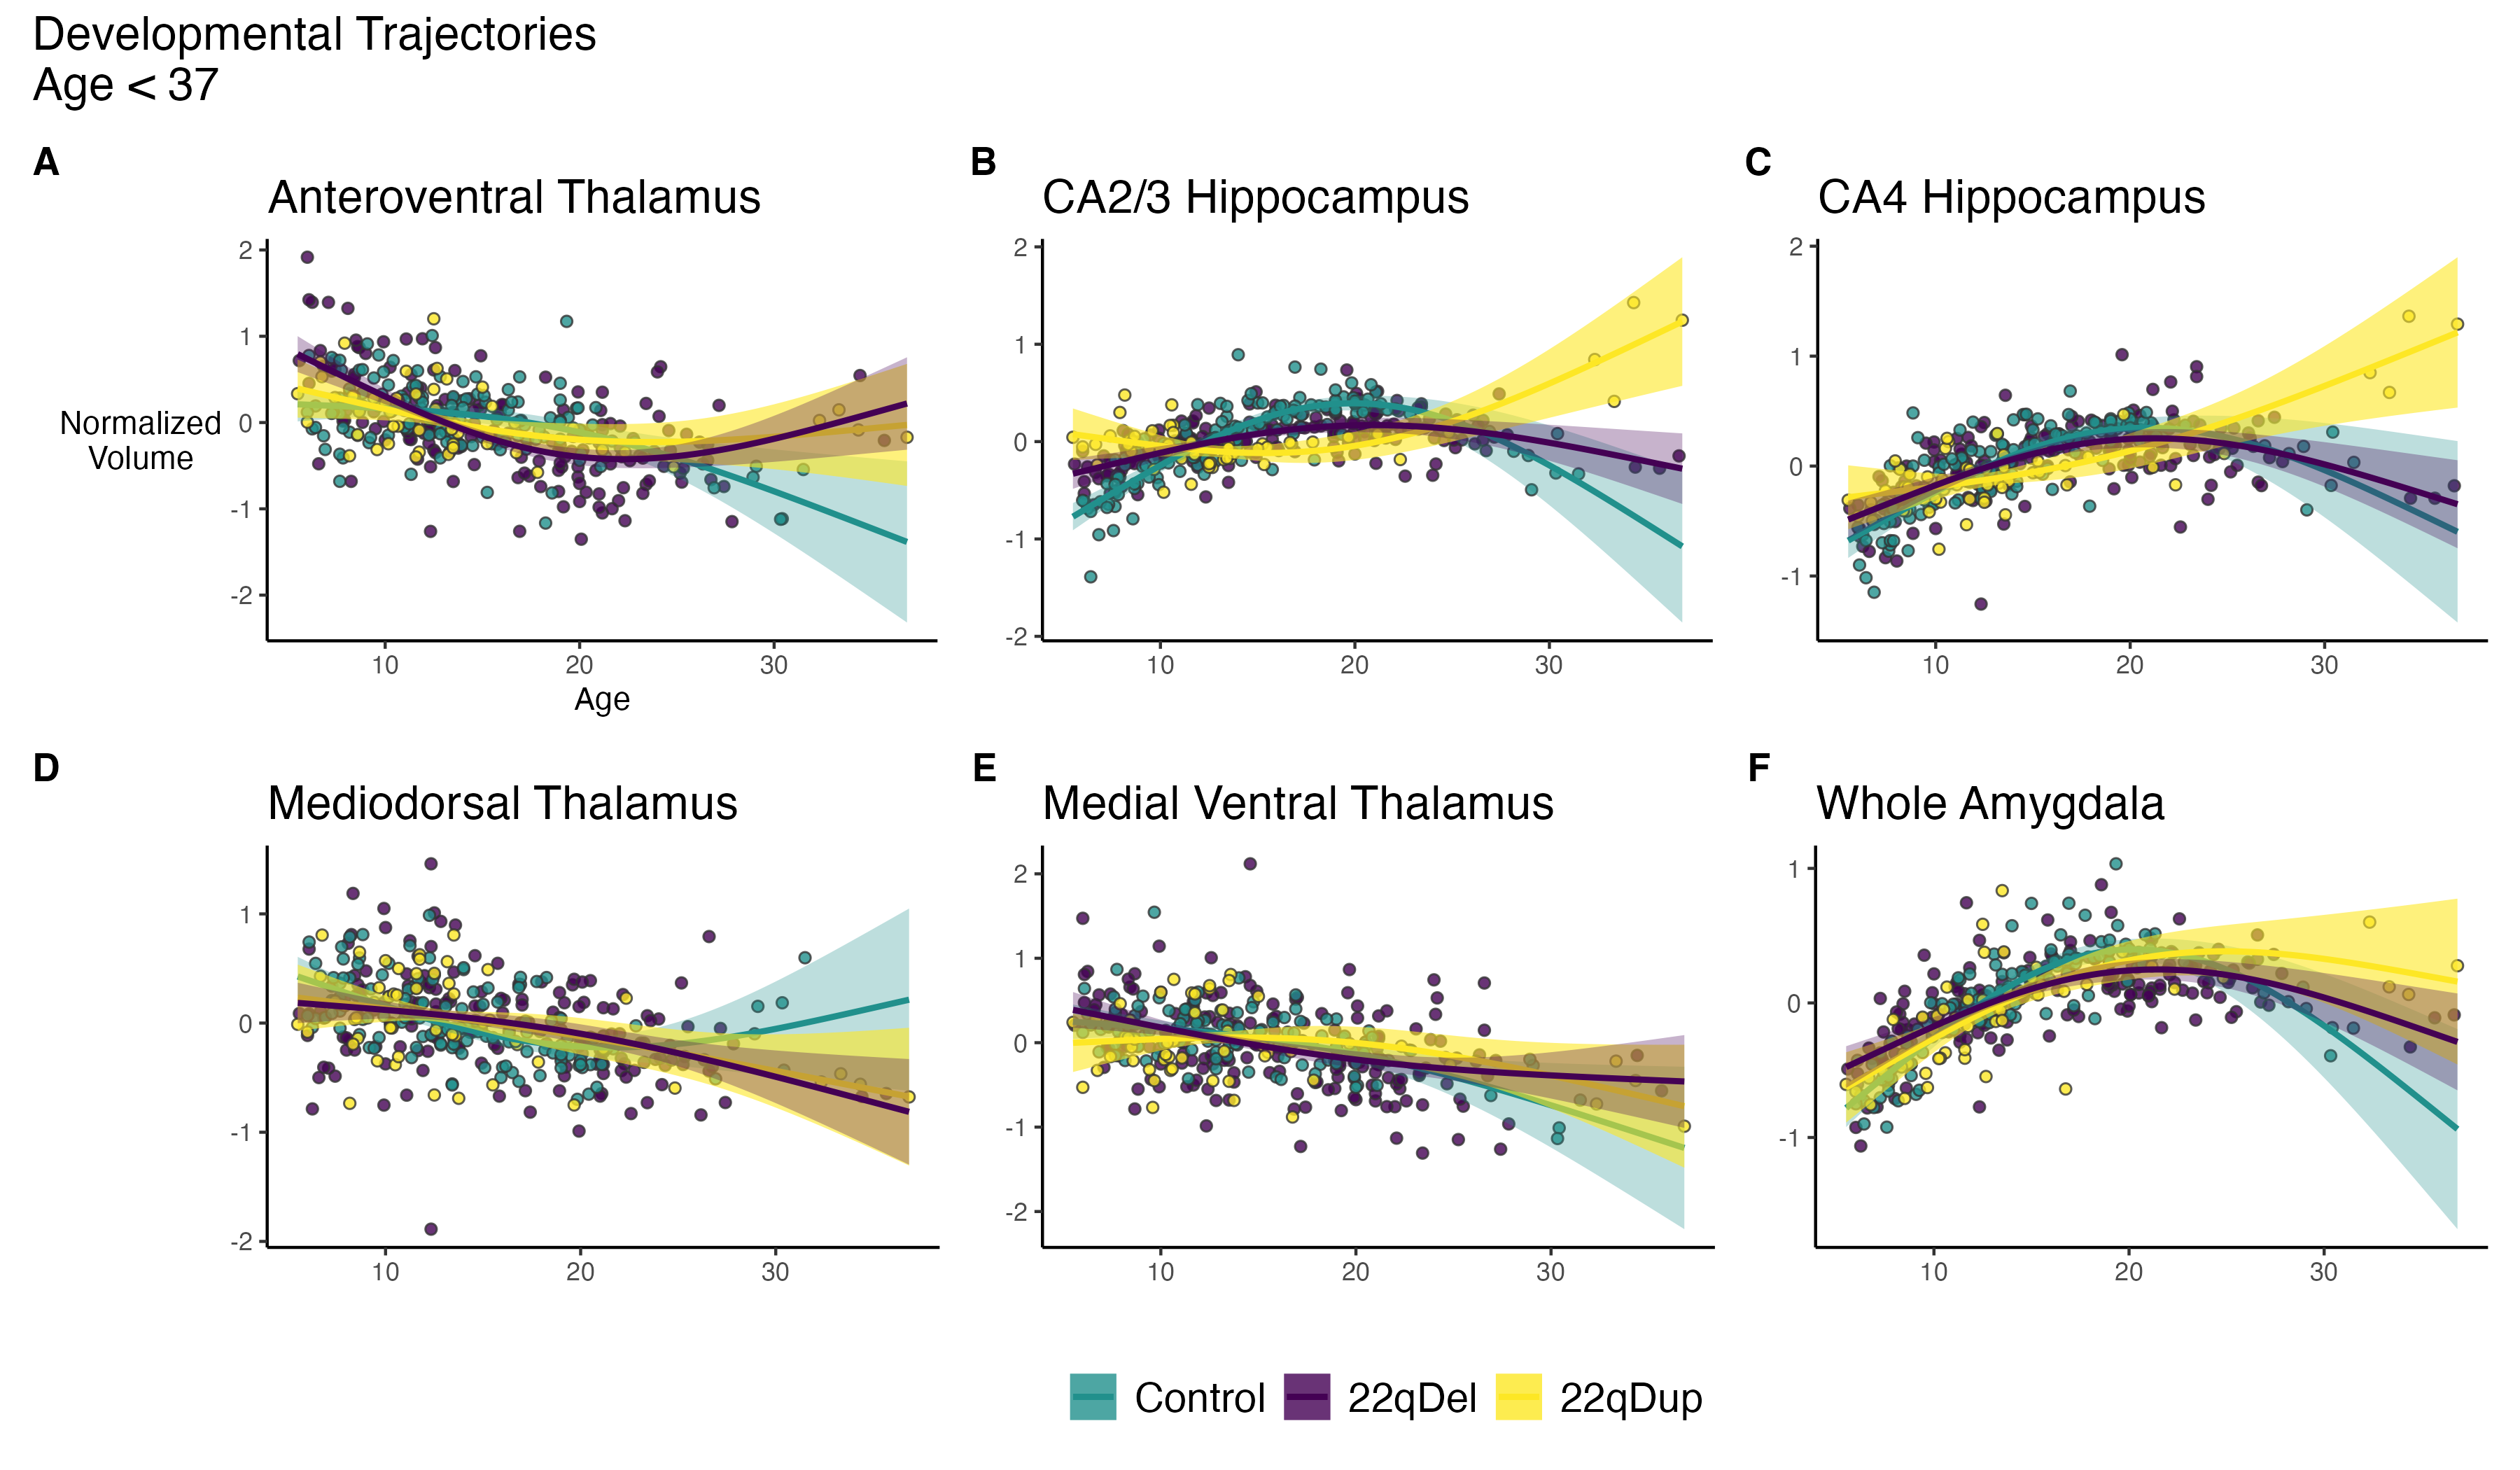 Developmental Trajectories
Age < 37
A
B
C
Anteroventral Thalamus
CA2/3 Hippocampus
CA4 Hippocampus
Normalized
Volume
2
1
0
-1
-2
10
20
30
Age
2
1
0
-1
-2
10
20
30
2
1
0
-1
10
20
30
D
E
F
Mediodorsal Thalamus
Medial Ventral Thalamus
Whole Amygdala
1
0
-1
-2
10
20
30
2
1
0
-1
-2
10
20
30
1
0
-1
10
20
30
Control
22qDel
22qDup